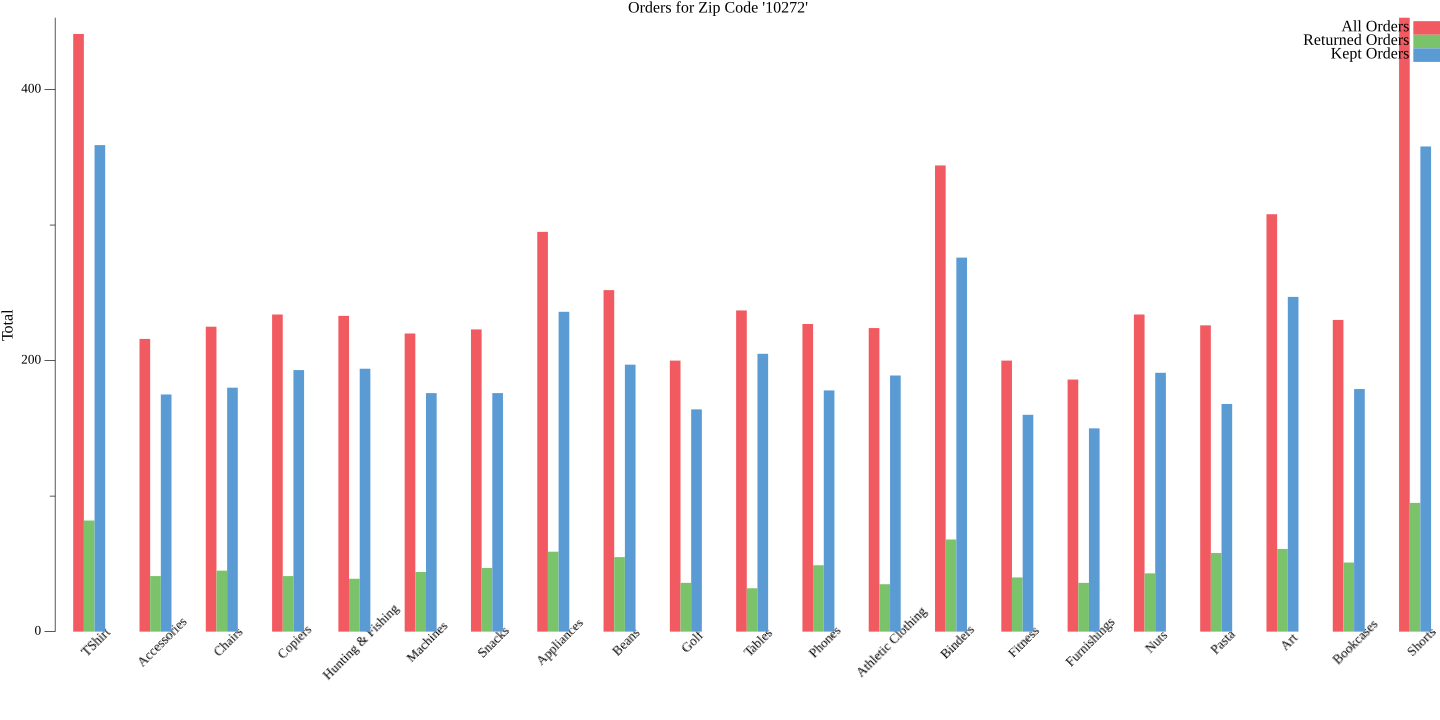 Orders for Zip Code '10272'
All Orders
Returned Orders
Kept Orders
Total
400
200
0
TShirt
Accessories
Chairs
Copiers
Hunting & Fishing
Machines
Snacks
Appliances
Beans
Golf
Tables
Phones
Athletic Clothing
Binders
Fitness
Furnishings
Nuts
Pasta
Art
Bookcases
Shorts